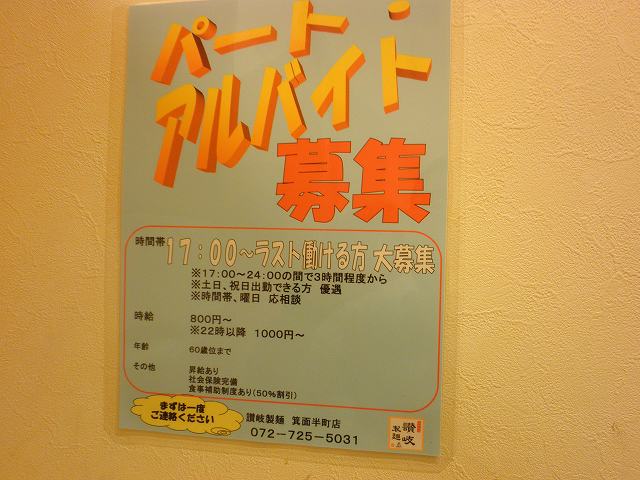 パート・
アルバイト
募集
時間帯 17：00～ラスト働ける方 大募集
※17:00～24:00の間で3時間程度から
※土日、祝日出勤できる方 優遇
※時間帯、曜日 応相談
時給 800円～
※22時以降 1000円～
年齢 60歳位まで
その他 昇給あり
社会保険完備
食事補助制度あり(50％割引)
まずは一度
ご連絡ください
讃岐製麺 箕面半町店
072－725－5031
讃岐
製麺